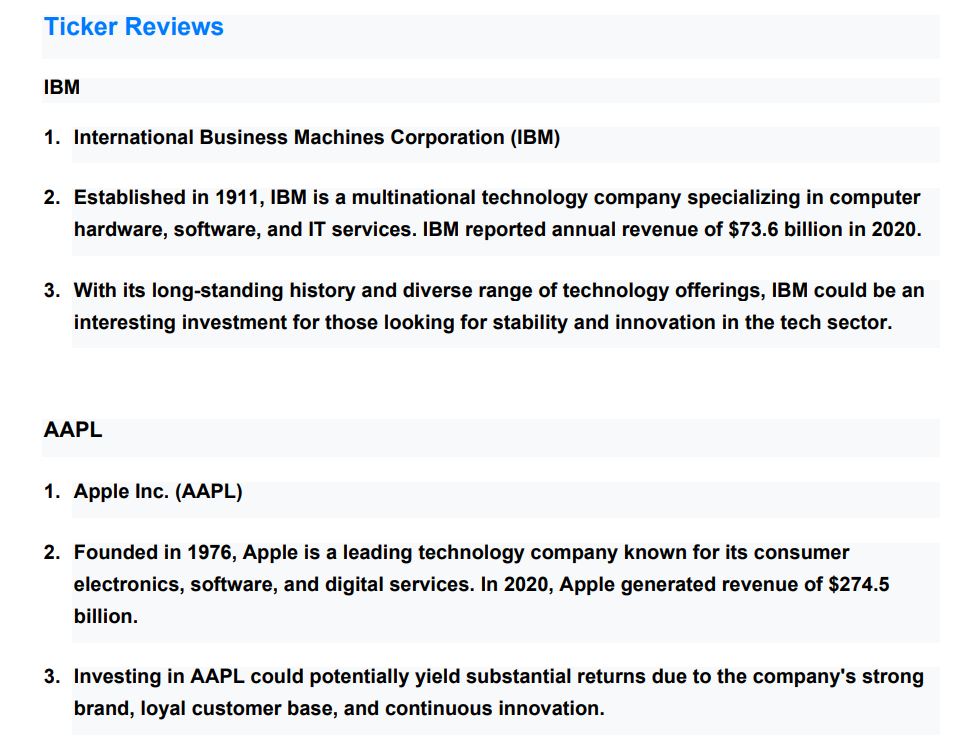 Ticker Reviews
IBM
1. International Business Machines Corporation (IBM)
2. Established in 1911, IBM is a multinational technology company specializing in computer
hardware, software, and IT services. IBM reported annual revenue of $73.6 billion in 2020.
3. With its long-standing history and diverse range of technology offerings, IBM could be an
interesting investment for those looking for stability and innovation in the tech sector.
AAPL
1. Apple Inc. (AAPL)
2. Founded in 1976, Apple is a leading technology company known for its consumer
electronics, software, and digital services. In 2020, Apple generated revenue of $274.5
billion.
3. Investing in AAPL could potentially yield substantial returns due to the company's strong
brand, loyal customer base, and continuous innovation.